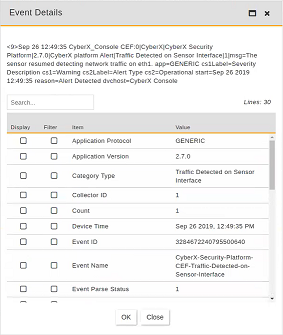 Event Details
<9>Sep 26 12:49:35 CyberX_Console CEF:0|CyberX|CyberX Security
Platform|2.7.0|CyberX platform Alert|Traffic Detected on Sensor Interface|1|msg=The
sensor resumed detecting network traffic on eth1. app=GENERIC cs1Label=Severity
Description cs1=Warning cs2Label=Alert Type cs2=Operational start=Sep 26 2019
12:49:35 reason=Alert Detected dvchost=CyberX Console
Search...
Lines: 30
Display Filter Item Value
Application Protocol GENERIC
Application Version 2.7.0
Category Type Traffic Detected on Sensor
Interface
Collector ID 1
Count 1
Device Time Sep 26 2019, 12:49:35 PM
Event ID 3284672240795500640
Event Name CyberX-Security-Platform-
CEF-Traffic-Detected-on-
Sensor-Interface
Event Parse Status 1
OK Close